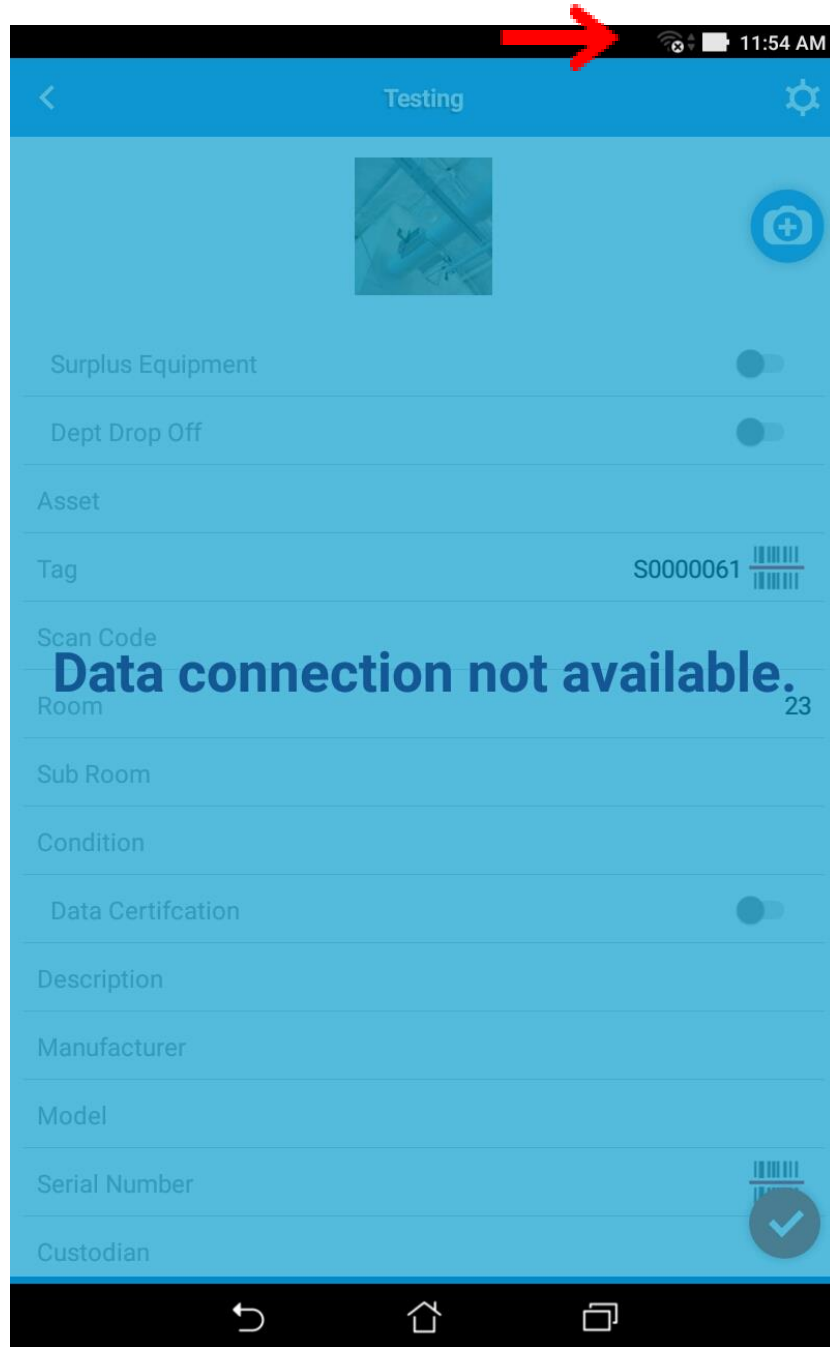 11:54 AM
Testing
Surplus Equipment
Dept Drop Off
Asset
Tag S0000061
Scan Code
Data connection not available.
Room 23
Sub Room
Condition
Data Certifcation
Description
Manufacturer
Model
Serial Number
Custodian